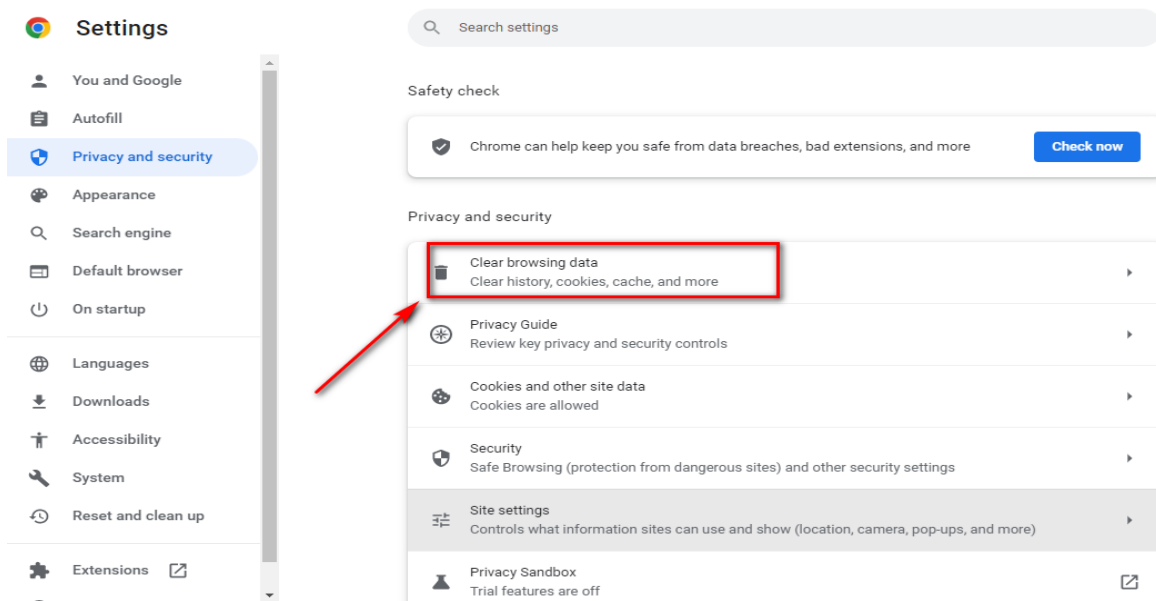 Settings
Search settings
You and Google
Autofill
Privacy and security
Appearance
Search engine
Default browser
On startup
Languages
Downloads
Accessibility
System
Reset and clean up
Extensions
Safety check
Chrome can help keep you safe from data breaches, bad extensions, and more
Check now
Privacy and security
Clear browsing data
Clear history, cookies, cache, and more
Privacy Guide
Review key privacy and security controls
Cookies and other site data
Cookies are allowed
Security
Safe Browsing (protection from dangerous sites) and other security settings
Site settings
Controls what information sites can use and show (location, camera, pop-ups, and more)
Privacy Sandbox
Trial features are off